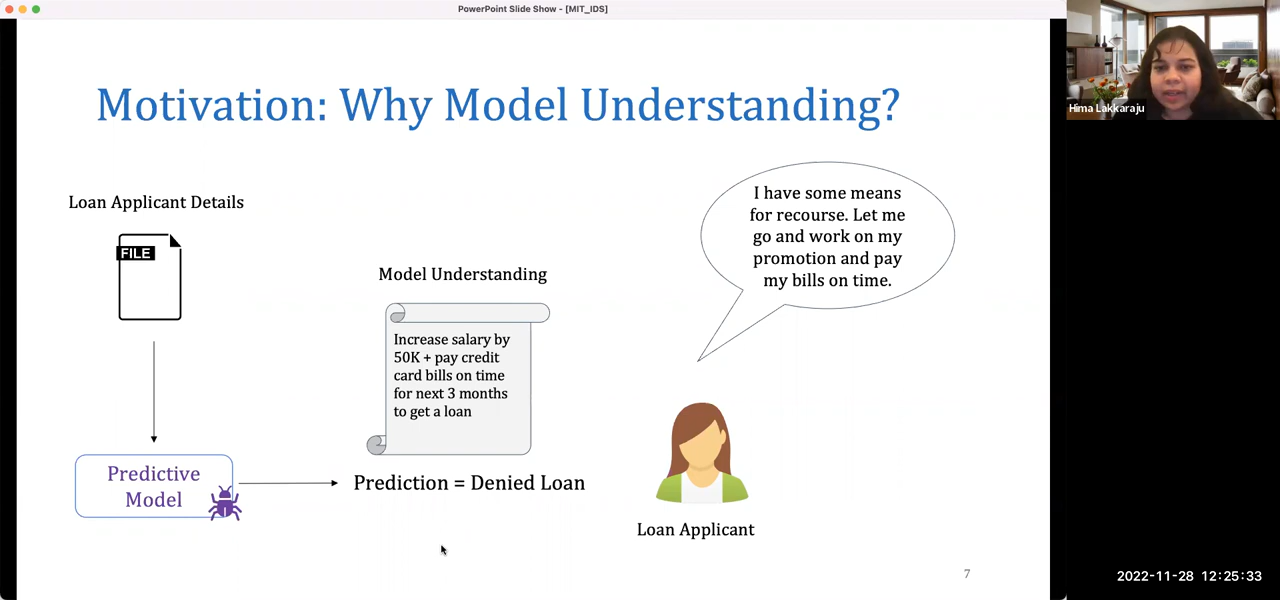 PowerPoint Slide Show - [MIT_IDS]
Motivation: Why Model Understanding?
Loan Applicant Details
FILE
Predictive
Model
Model Understanding
Increase salary by
50K + pay credit
card bills on time
for next 3 months
to get a loan
Prediction = Denied Loan
I have some means
for recourse. Let me
go and work on my
promotion and pay
my bills on time.
Loan Applicant
7
Hima Lakkaraju
2022-11-28 12:25:33